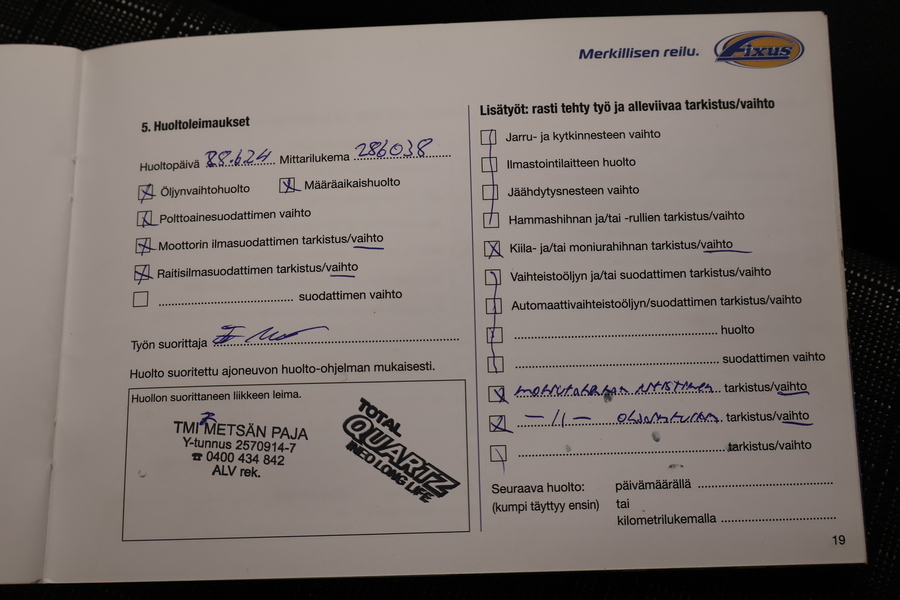 Merkillisen reilu. Fixus
5. Huoltoleimaukset
Huoltopäivä Mittarilukema 286038
Öljynvaihtohuolto Määräaikaishuolto
Polttoainesuodattimen vaihto
Moottorin ilmasuodattimen tarkistus/vaihto
Raitisilmasuodattimen tarkistus/vaihto
suodattimen vaihto
Työn suorittaja
Huolto suoritettu ajoneuvon huolto-ohjelman mukaisesti.
Huollon suorittaneen liikkeen leima.
TMI METSÄN PAJA
Y-tunnus 2570914-7
☎ 0400 434 842
ALV rek.
TOTAL
QUARTZ
INEO LONG LIFE
Lisätyöt: rasti tehty työ ja alleviivaa tarkistus/vaihto
Jarru- ja kytkinnesteen vaihto
Ilmastointilaitteen huolto
Jäähdytysnesteen vaihto
Hammashihnan ja/tai -rullien tarkistus/vaihto
Kiila- ja/tai moniurahihnan tarkistus/vaihto
Vaihteistoöljyn ja/tai suodattimen tarkistus/vaihto
Automaattivaihteistoöljyn/suodattimen tarkistus/vaihto
huolto
suodattimen vaihto
tarkistus/vaihto
— 11 — tarkistus/vaihto
tarkistus/vaihto
Seuraava huolto: päivämäärällä
(kumpi täyttyy ensin) tai
kilometrilukemalla
19